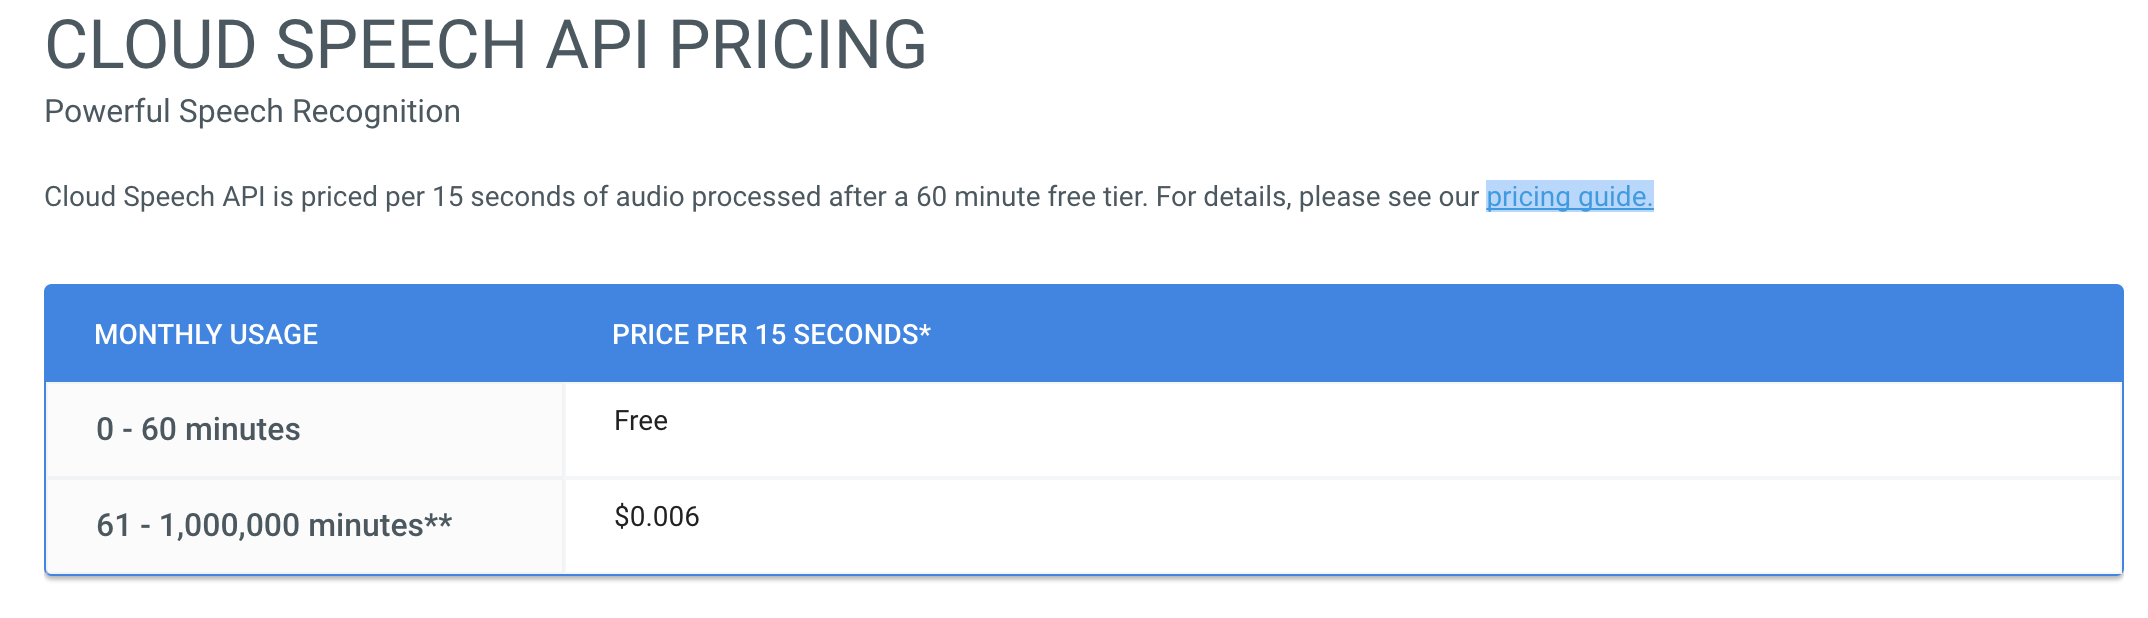 CLOUD SPEECH API PRICING
Powerful Speech Recognition
Cloud Speech API is priced per 15 seconds of audio processed after a 60 minute free tier. For details, please see our pricing guide.
MONTHLY USAGE PRICE PER 15 SECONDS*
0 - 60 minutes Free
61 - 1,000,000 minutes** $0.006